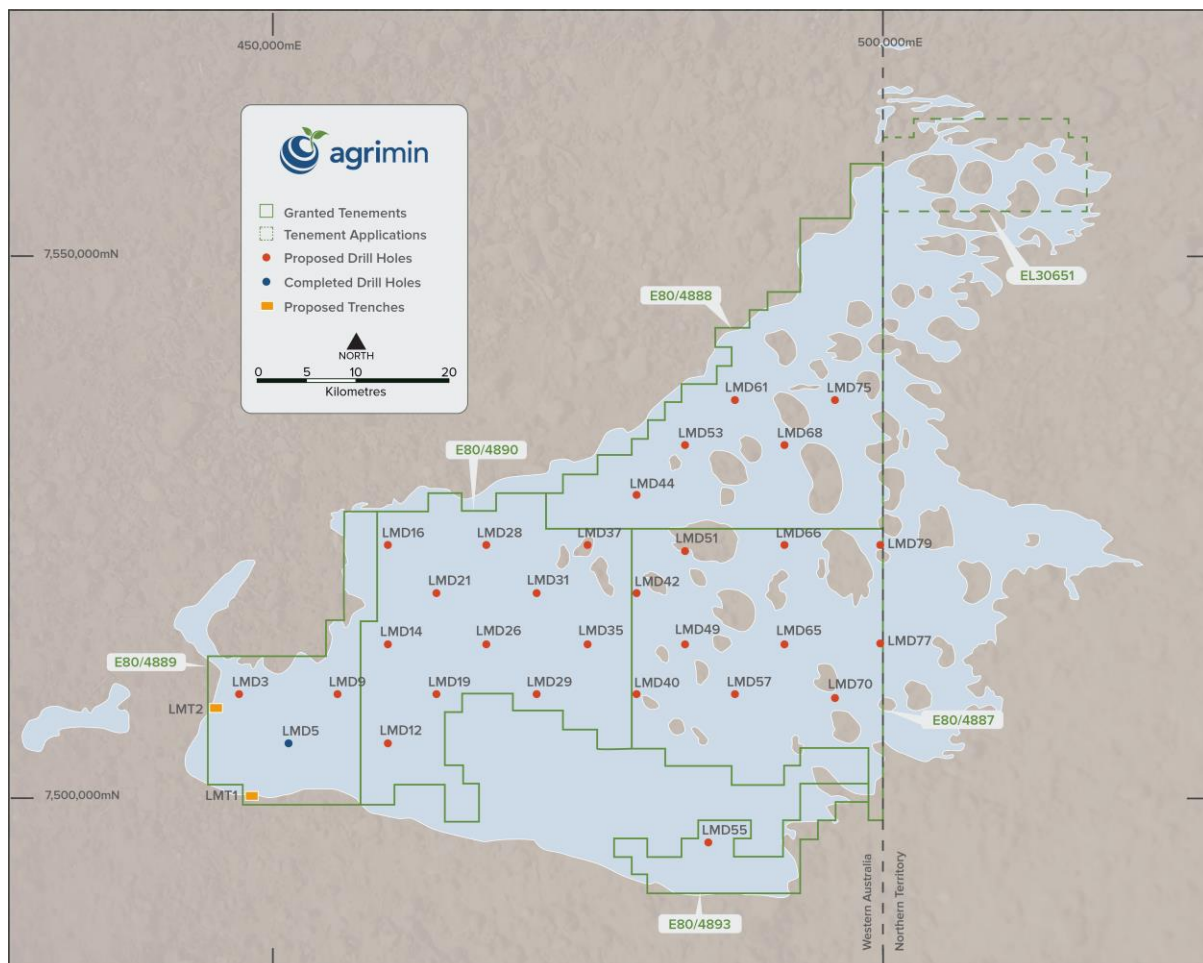 450,000mE
500,000mE
agrimin
Granted Tenements
Tenement Applications
Proposed Drill Holes
Completed Drill Holes
Proposed Trenches
NORTH
0 5 10 20
Kilometres
7,550,000mN
EL30651
E80/4888
LMD61
LMD75
LMD53
LMD68
E80/4890
LMD44
LMD16
LMD28
LMD37
LMD51
LMD66
LMD79
LMD21
LMD31
LMD42
LMD14
LMD26
LMD35
LMD49
LMD65
LMD77
E80/4889
LMD3
LMD9
LMD19
LMD29
LMD40
LMD57
LMD70
LMT2
E80/4887
LMD5
LMD12
7,500,000mN
LMT1
LMD55
Western Australia
Northern Territory
E80/4893